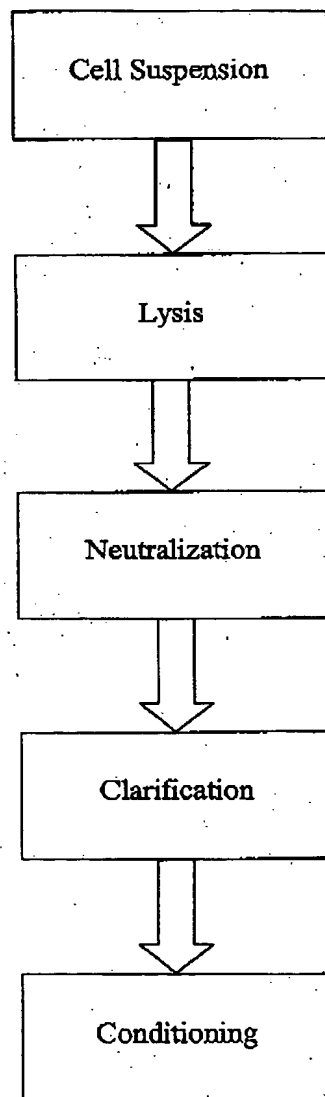 Cell Suspension
Lysis
Neutralization
Clarification
Conditioning